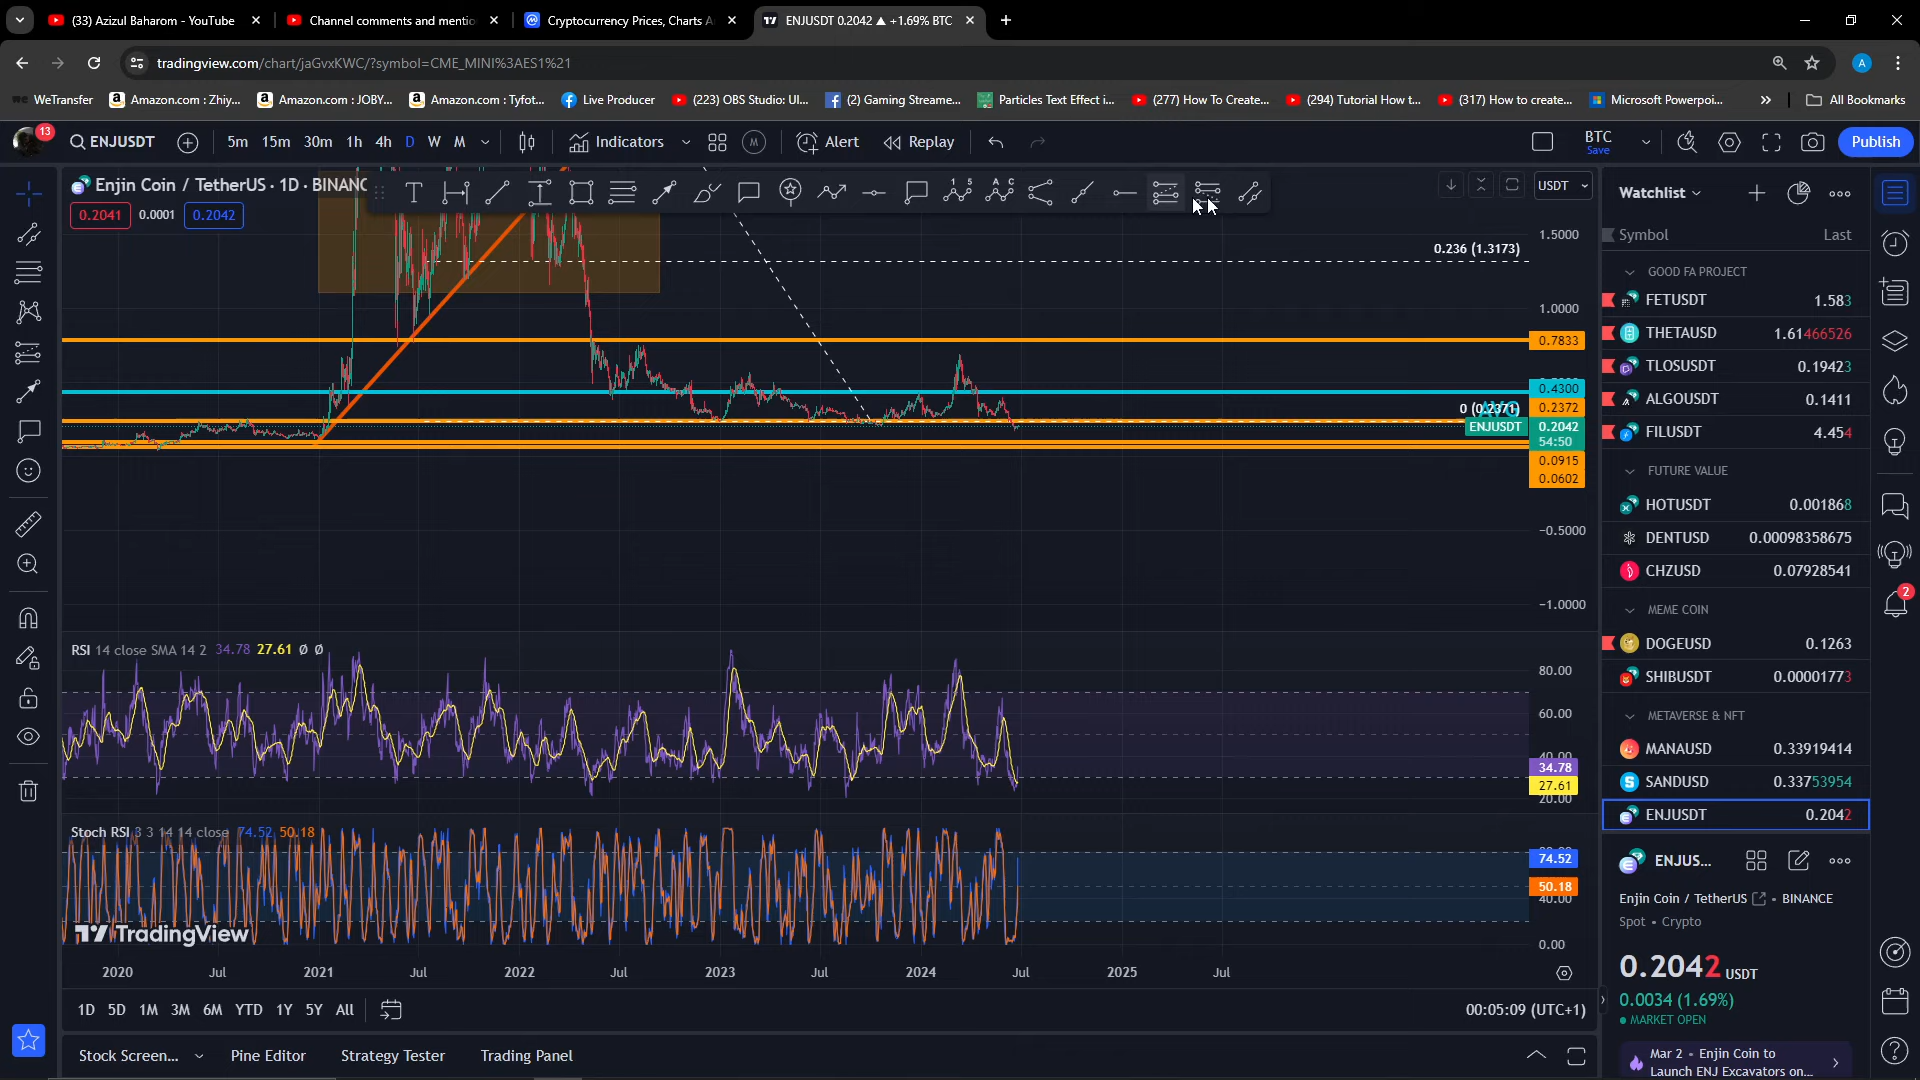 (33) Azizul Baharom - YouTube
Channel comments and mentio
Cryptocurrency Prices, Charts A
ENJUSDT 0.2042 ▲ +1.69% BTC
tradingview.com/chart/jaGvxKWC/?symbol=CME_MINI%3AES1%21
A
WeTransfer
Amazon.com : Zhiy...
Amazon.com : JOBY...
Amazon.com : Tyfot...
Live Producer
(223) OBS Studio: Ul...
(2) Gaming Streame...
Particles Text Effect i...
(277) How To Create...
(294) Tutorial How t...
(317) How to create...
Microsoft Powerpoi...
All Bookmarks
13
ENJUSDT
5m 15m 30m 1h 4h D W M
Indicators
M
Alert
Replay
BTC
Save
Publish
Enjin Coin / TetherUS · 1D · BINANC
0.2041 0.0001 0.2042
USDT
1.5000
0.236 (1.3173)
1.0000
0.7833
0.4300
0 (0.2371)
0.2372
ENJUSDT
0.2042
54:50
0.0915
0.0602
−0.5000
−1.0000
RSI 14 close SMA 14 2 34.78 27.61 Ø Ø
80.00
60.00
40.00
34.78
27.61
20.00
Stoch RSI 3 3 14 14 close 74.52 50.18
74.52
50.18
40.00
0.00
TradingView
2020 Jul 2021 Jul 2022 Jul 2023 Jul 2024 Jul 2025 Jul
1D 5D 1M 3M 6M YTD 1Y 5Y All
00:05:09 (UTC+1)
Stock Screen...
Pine Editor
Strategy Tester
Trading Panel
Watchlist
Symbol Last
GOOD FA PROJECT
FETUSDT 1.583
THETAUSD 1.61466526
TLOSUSDT 0.19423
ALGOUSDT 0.1411
FILUSDT 4.454
FUTURE VALUE
HOTUSDT 0.001868
DENTUSD 0.00098358675
CHZUSD 0.07928541
MEME COIN
DOGEUSD 0.1263
SHIBUSDT 0.00001773
METAVERSE & NFT
MANAUSD 0.33919414
SANDUSD 0.33753954
ENJUSDT 0.2042
ENJUS...
Enjin Coin / TetherUS • BINANCE
Spot • Crypto
0.2042 USDT
0.0034 (1.69%)
MARKET OPEN
Mar 2 • Enjin Coin to
Launch ENJ Excavators on...
2